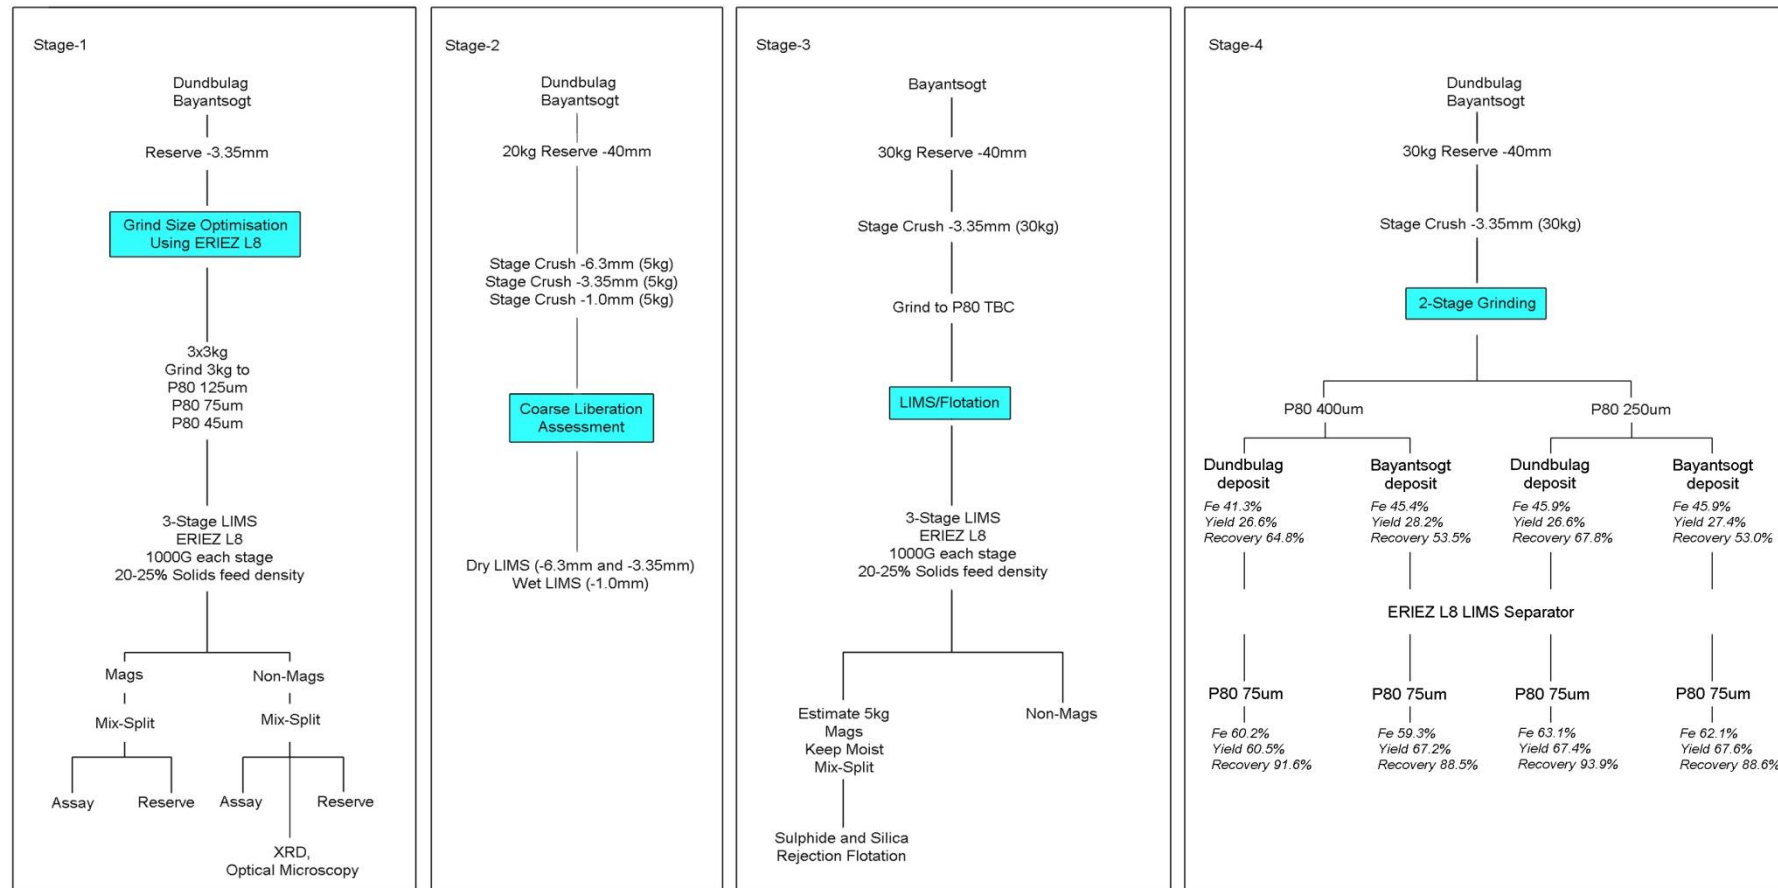 Stage-1
Dundbulag
Bayantsogt
Reserve -3.35mm
Grind Size Optimisation
Using ERIEZ L8
3x3kg
Grind 3kg to
P80 125um
P80 75um
P80 45um
3-Stage LIMS
ERIEZ L8
1000G each stage
20-25% Solids feed density
Mags
Non-Mags
Mix-Split
Mix-Split
Assay
Reserve
Assay
Reserve
XRD,
Optical Microscopy
Stage-2
Dundbulag
Bayantsogt
20kg Reserve -40mm
Stage Crush -6.3mm (5kg)
Stage Crush -3.35mm (5kg)
Stage Crush -1.0mm (5kg)
Coarse Liberation
Assessment
Dry LIMS (-6.3mm and -3.35mm)
Wet LIMS (-1.0mm)
Stage-3
Bayantsogt
30kg Reserve -40mm
Stage Crush -3.35mm (30kg)
Grind to P80 TBC
LIMS/Flotation
3-Stage LIMS
ERIEZ L8
1000G each stage
20-25% Solids feed density
Estimate 5kg
Mags
Keep Moist
Mix-Split
Non-Mags
Sulphide and Silica
Rejection Flotation
Stage-4
Dundbulag
Bayantsogt
30kg Reserve -40mm
Stage Crush -3.35mm (30kg)
2-Stage Grinding
P80 400um
P80 250um
Dundbulag
deposit
Fe 41.3%
Yield 26.6%
Recovery 64.8%
Bayantsogt
deposit
Fe 45.4%
Yield 28.2%
Recovery 53.5%
Dundbulag
deposit
Fe 45.9%
Yield 26.6%
Recovery 67.8%
Bayantsogt
deposit
Fe 45.9%
Yield 27.4%
Recovery 53.0%
ERIEZ L8 LIMS Separator
P80 75um
Fe 60.2%
Yield 60.5%
Recovery 91.6%
P80 75um
Fe 59.3%
Yield 67.2%
Recovery 88.5%
P80 75um
Fe 63.1%
Yield 67.4%
Recovery 93.9%
P80 75um
Fe 62.1%
Yield 67.6%
Recovery 88.6%